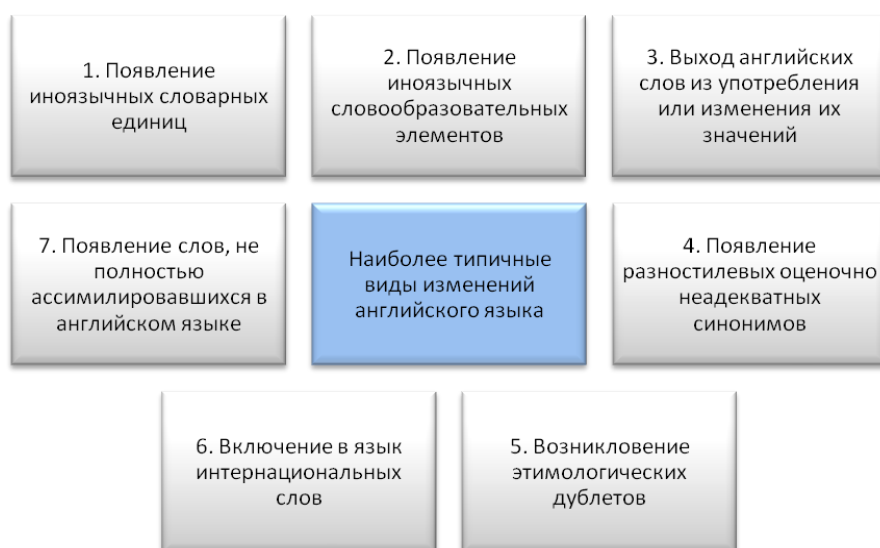 1. Появление
иноязычных словарных
единиц
2. Появление
иноязычных
словообразовательных
элементов
3. Выход английских
слов из употребления
или изменения их
значений
7. Появление слов, не
полностью
ассимилировавшихся в
английском языке
Наиболее типичные
виды изменений
английского языка
4. Появление
разностилевых оценочно
неадекватных
синонимов
6. Включение в язык
интернациональных
слов
5. Возникловение
этимологических
дублетов